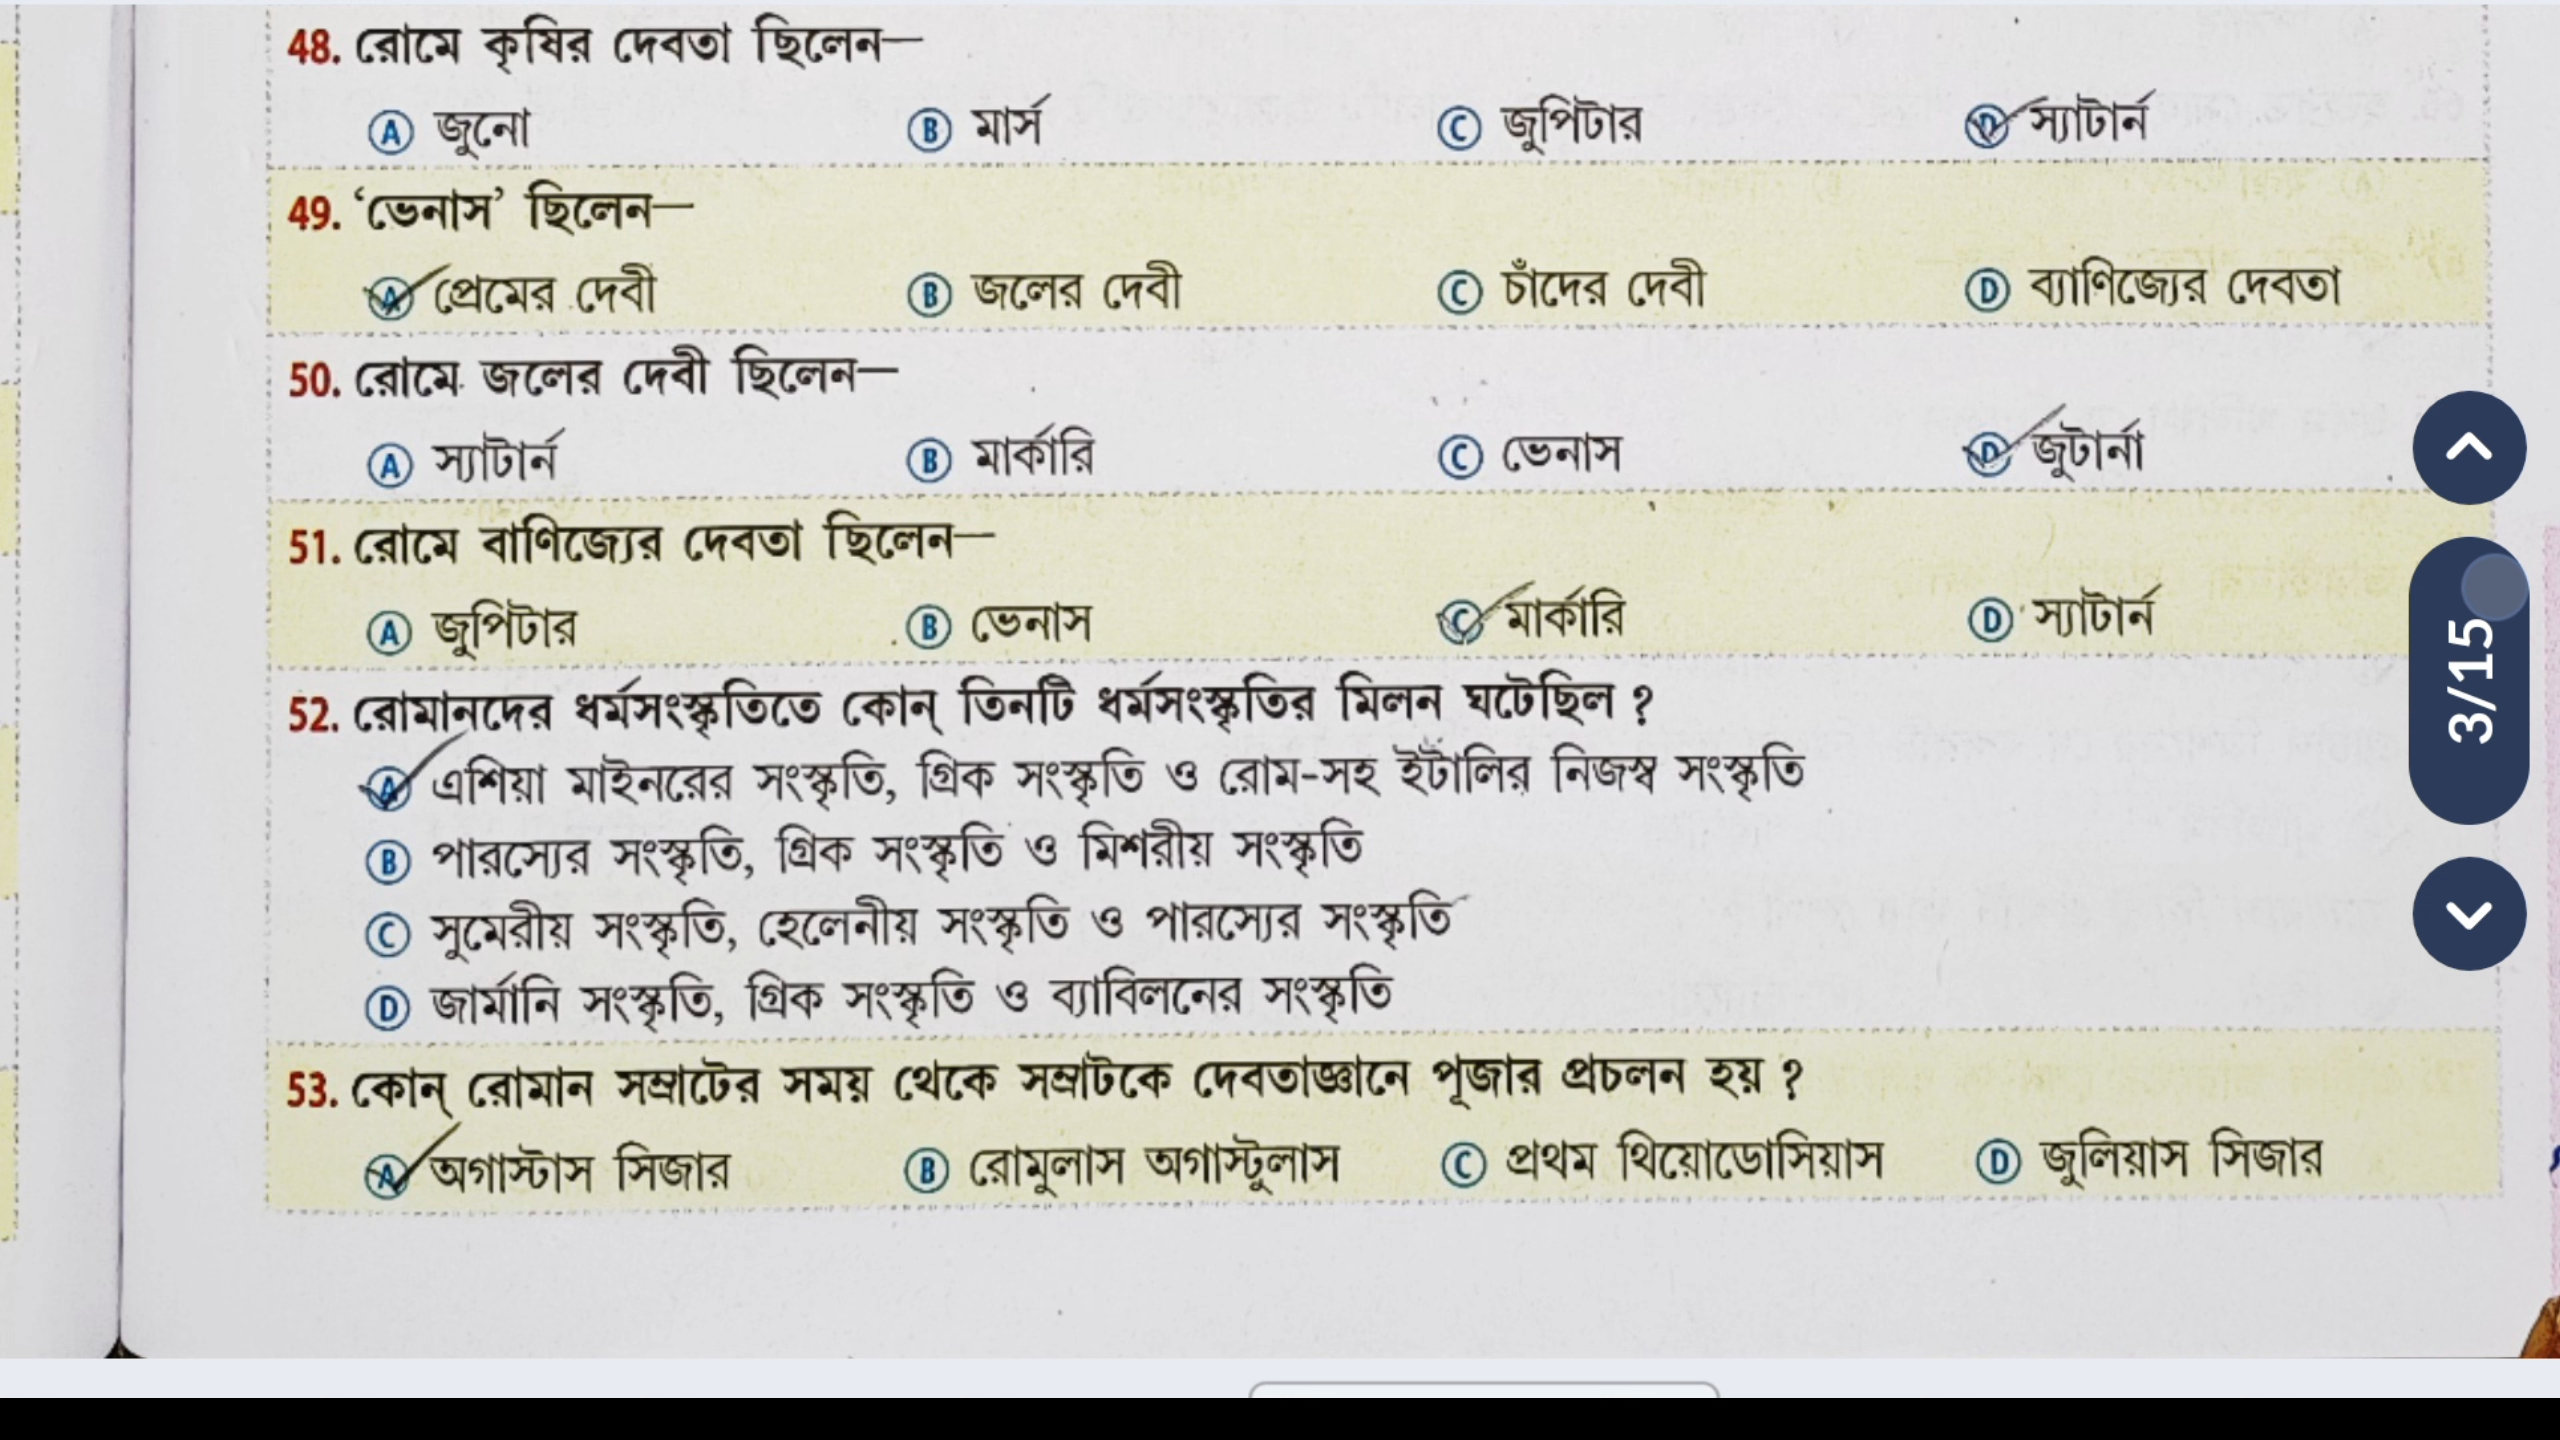 48. রোমে কৃষির দেবতা ছিলেন—
Ⓐ জুনো Ⓑ মার্স Ⓒ জুপিটার Ⓓ স্যাটার্ন
49. ‘ভেনাস’ ছিলেন—
Ⓐ প্রেমের দেবী Ⓑ জলের দেবী Ⓒ চাঁদের দেবী Ⓓ ব্যাণিজ্যের দেবতা
50. রোমে জলের দেবী ছিলেন—
Ⓐ স্যাটার্ন Ⓑ মার্কারি Ⓒ ভেনাস Ⓓ জুটার্না
51. রোমে বাণিজ্যের দেবতা ছিলেন—
Ⓐ জুপিটার Ⓑ ভেনাস Ⓒ মার্কারি Ⓓ স্যাটার্ন
52. রোমানদের ধর্মসংস্কৃতিতে কোন্ তিনটি ধর্মসংস্কৃতির মিলন ঘটেছিল ?
Ⓐ এশিয়া মাইনরের সংস্কৃতি, গ্রিক সংস্কৃতি ও রোম-সহ ইটালির নিজস্ব সংস্কৃতি
Ⓑ পারস্যের সংস্কৃতি, গ্রিক সংস্কৃতি ও মিশরীয় সংস্কৃতি
Ⓒ সুমেরীয় সংস্কৃতি, হেলেনীয় সংস্কৃতি ও পারস্যের সংস্কৃতি
Ⓓ জার্মানি সংস্কৃতি, গ্রিক সংস্কৃতি ও ব্যাবিলনের সংস্কৃতি
53. কোন্ রোমান সম্রাটের সময় থেকে সম্রাটকে দেবতাজ্ঞানে পূজার প্রচলন হয় ?
Ⓐ অগাস্টাস সিজার Ⓑ রোমুলাস অগাস্টুলাস Ⓒ প্রথম থিয়োডোসিয়াস Ⓓ জুলিয়াস সিজার
3/15